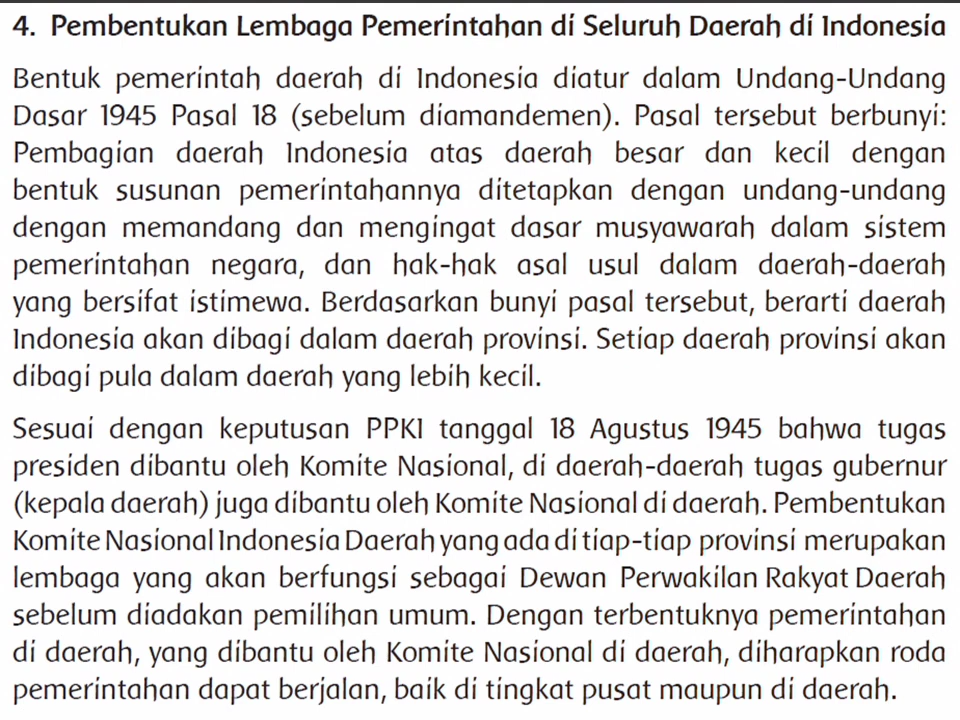 4. Pembentukan Lembaga Pemerintahan di Seluruh Daerah di Indonesia
Bentuk pemerintah daerah di Indonesia diatur dalam Undang-Undang
Dasar 1945 Pasal 18 (sebelum diamandemen). Pasal tersebut berbunyi:
Pembagian daerah Indonesia atas daerah besar dan kecil dengan
bentuk susunan pemerintahannya ditetapkan dengan undang-undang
dengan memandang dan mengingat dasar musyawarah dalam sistem
pemerintahan negara, dan hak-hak asal usul dalam daerah-daerah
yang bersifat istimewa. Berdasarkan bunyi pasal tersebut, berarti daerah
Indonesia akan dibagi dalam daerah provinsi. Setiap daerah provinsi akan
dibagi pula dalam daerah yang lebih kecil.
Sesuai dengan keputusan PPKI tanggal 18 Agustus 1945 bahwa tugas
presiden dibantu oleh Komite Nasional, di daerah-daerah tugas gubernur
(kepala daerah) juga dibantu oleh Komite Nasional di daerah. Pembentukan
Komite Nasional Indonesia Daerah yang ada di tiap-tiap provinsi merupakan
lembaga yang akan berfungsi sebagai Dewan Perwakilan Rakyat Daerah
sebelum diadakan pemilihan umum. Dengan terbentuknya pemerintahan
di daerah, yang dibantu oleh Komite Nasional di daerah, diharapkan roda
pemerintahan dapat berjalan, baik di tingkat pusat maupun di daerah.